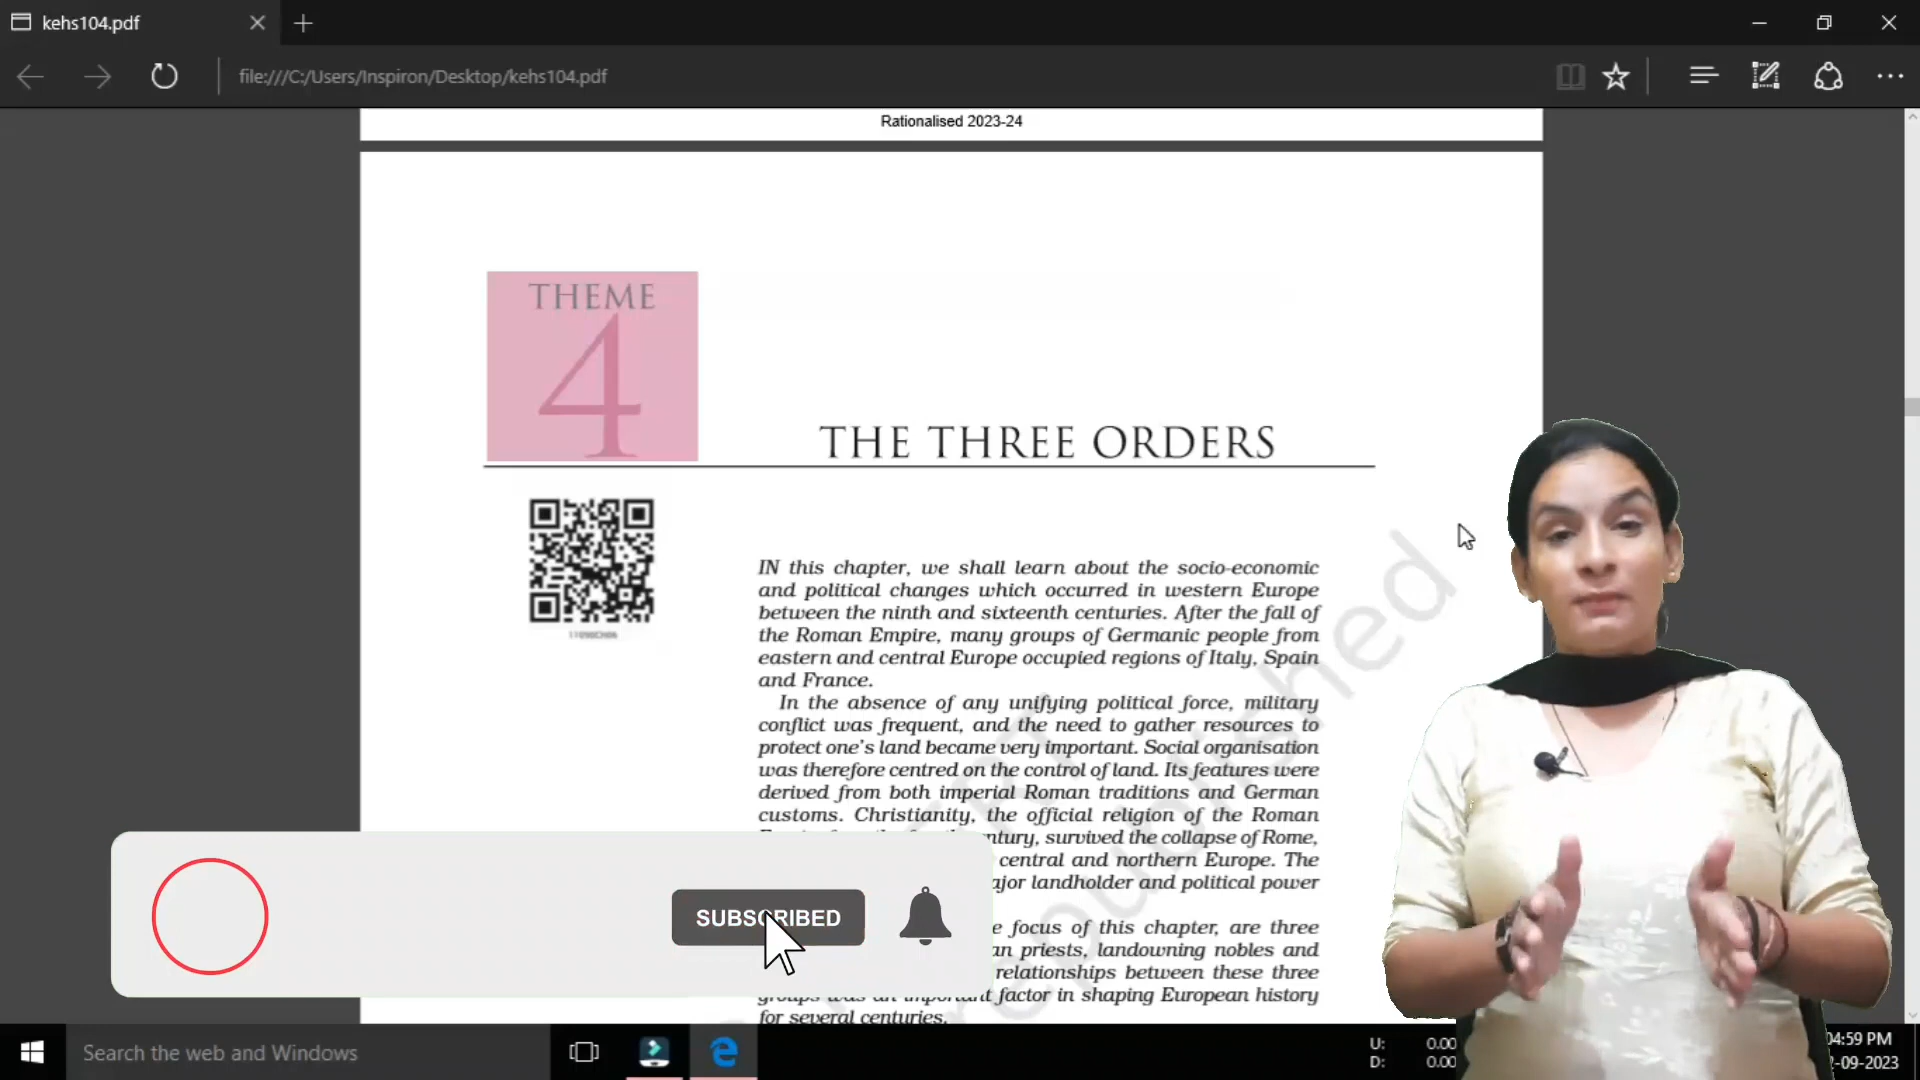 kehs104.pdf
file:///C:/Users/Inspiron/Desktop/kehs104.pdf
Rationalised 2023-24
THEME
4
THE THREE ORDERS
IN this chapter, we shall learn about the socio-economic
and political changes which occurred in western Europe
between the ninth and sixteenth centuries. After the fall of
the Roman Empire, many groups of Germanic people from
eastern and central Europe occupied regions of Italy, Spain
and France.
In the absence of any unifying political force, military
conflict was frequent, and the need to gather resources to
protect one's land became very important. Social organisation
was therefore centred on the control of land. Its features were
derived from both imperial Roman traditions and German
customs. Christianity, the official religion of the Roman
survived the collapse of Rome,
central and northern Europe. The
landholder and political power
focus of this chapter, are three
priests, landowning nobles and
relationships between these three
factor in shaping European history
for several centuries.
republished
SUBSCRIBED
Search the web and Windows
U: 0.00
D: 0.00
04:59 PM
-09-2023